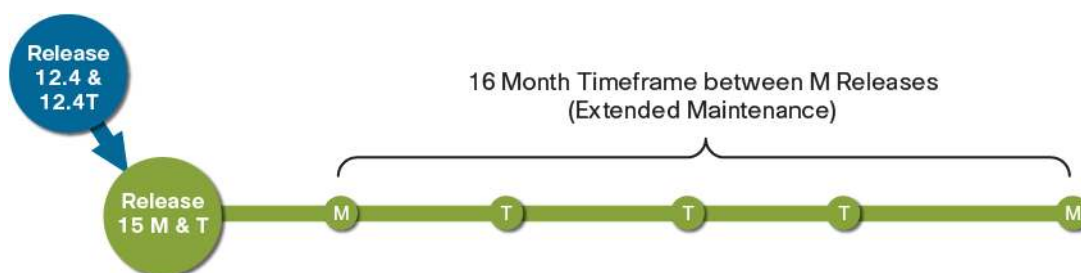 Release
12.4 &
12.4T
16 Month Timeframe between M Releases
(Extended Maintenance)
Release
15 M & T
M T T T M